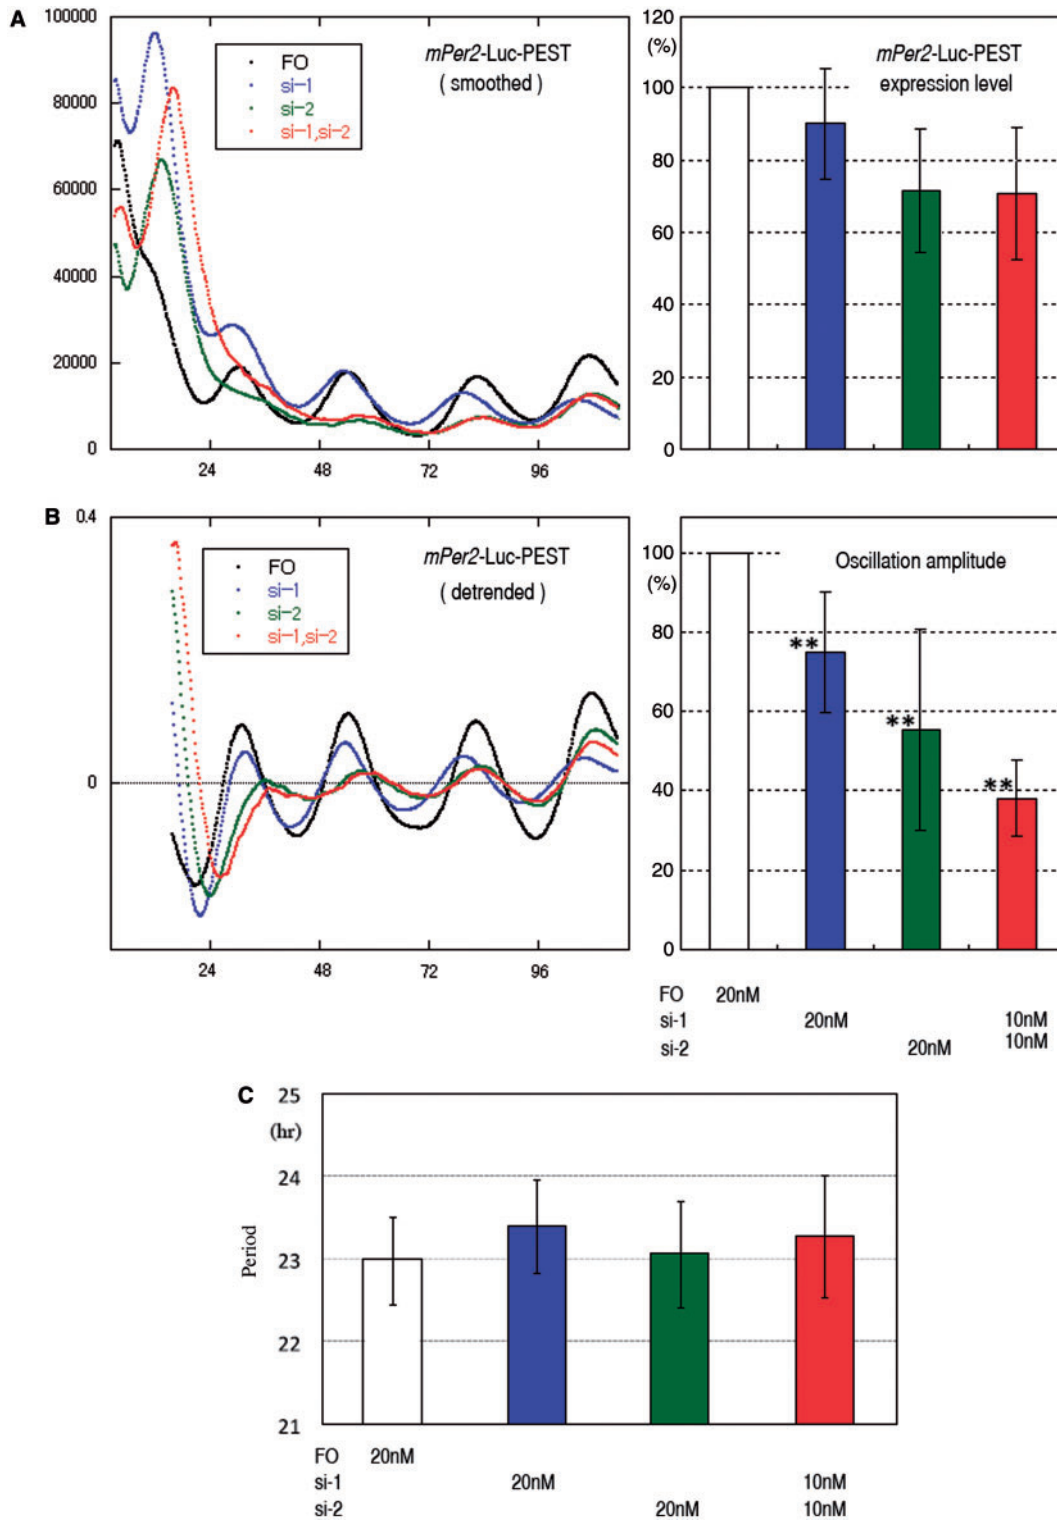 A
100000
80000
60000
40000
20000
0
24
48
72
96
FO
si-1
si-2
si-1,si-2
mPer2-Luc-PEST
( smoothed )
120
(%)
100
80
60
40
20
0
mPer2-Luc-PEST
expression level
B
0.4
0
24
48
72
96
FO
si-1
si-2
si-1,si-2
mPer2-Luc-PEST
( detrended )
100
(%)
80
60
40
20
0
Oscillation amplitude
**
**
**
FO 20nM
si-1 20nM 10nM
si-2 20nM 10nM
C
25
(hr)
24
23
22
21
Period
FO 20nM
si-1 20nM 10nM
si-2 20nM 10nM